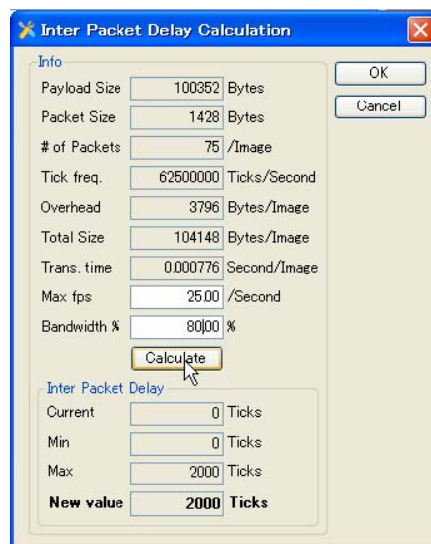 Inter Packet Delay Calculation
Info
OK
Cancel
Payload Size 100352 Bytes
Packet Size 1428 Bytes
# of Packets 75 /Image
Tick freq. 62500000 Ticks/Second
Overhead 3796 Bytes/Image
Total Size 104148 Bytes/Image
Trans. time 0.000776 Second/Image
Max fps 25.00 /Second
Bandwidth % 80.00 %
Calculate
Inter Packet Delay
Current 0 Ticks
Min 0 Ticks
Max 2000 Ticks
New value 2000 Ticks